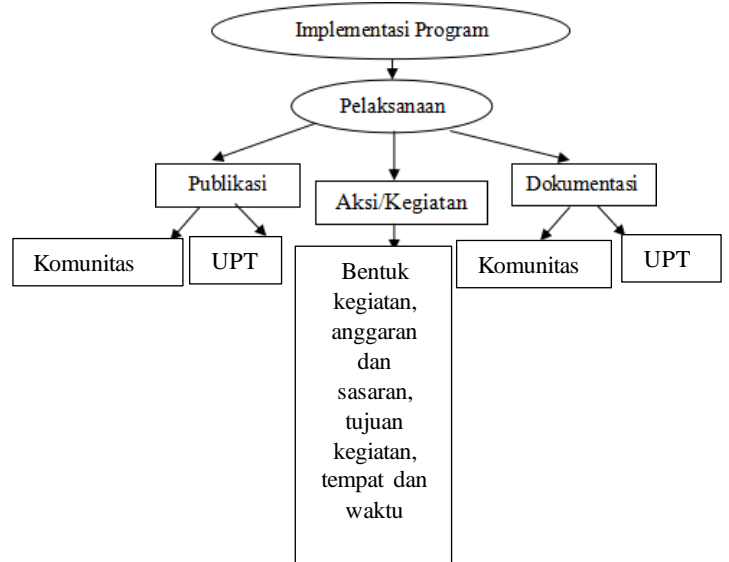 Implementasi Program
Pelaksanaan
Publikasi
Aksi/Kegiatan
Dokumentasi
Komunitas
UPT
Bentuk
kegiatan,
anggaran
dan
sasaran,
tujuan
kegiatan,
tempat dan
waktu
Komunitas
UPT